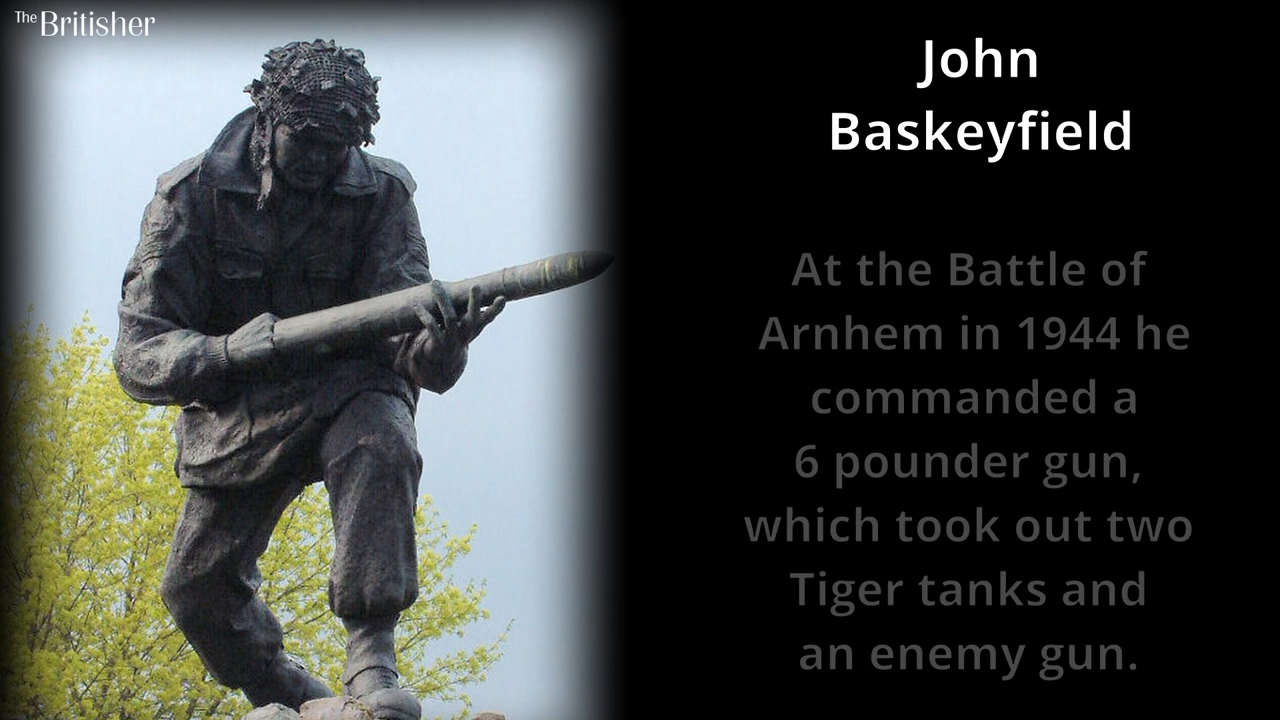 The Britisher
John
Baskeyfield
At the Battle of
Arnhem in 1944 he
commanded a
6 pounder gun,
which took out two
Tiger tanks and
an enemy gun.